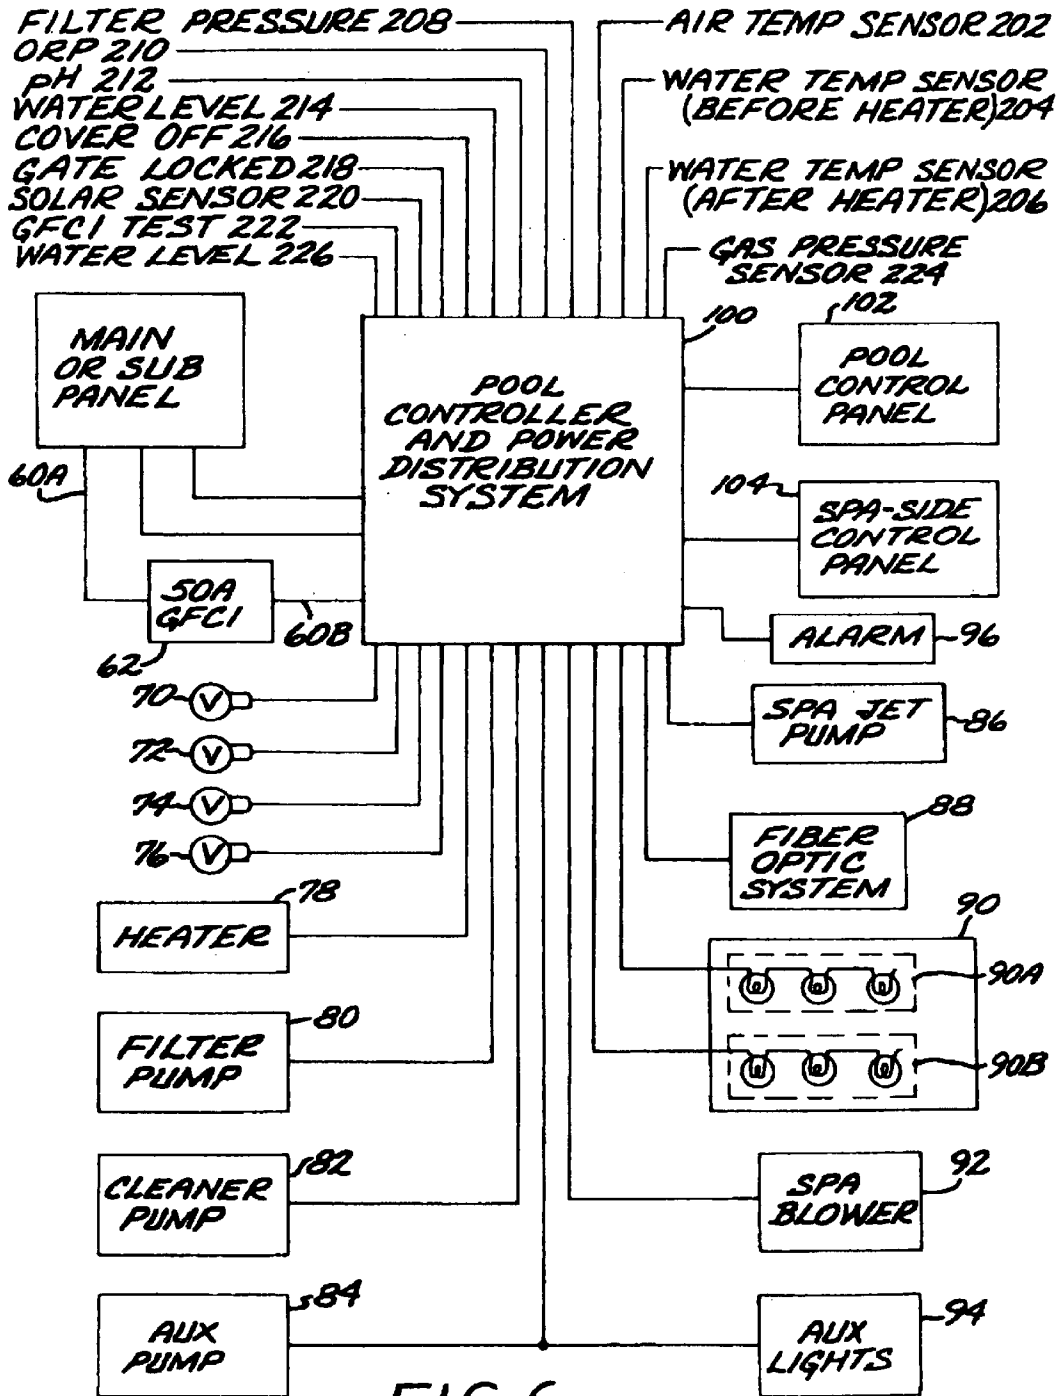 FILTER PRESSURE 208
ORP 210
pH 212
WATER LEVEL 214
COVER OFF 216
GATE LOCKED 218
SOLAR SENSOR 220
GFCI TEST 222
WATER LEVEL 226
AIR TEMP SENSOR 202
WATER TEMP SENSOR
(BEFORE HEATER) 204
WATER TEMP SENSOR
(AFTER HEATER) 206
GAS PRESSURE
SENSOR 224
MAIN
OR SUB
PANEL
60A
50A
GFCI
62
60B
100
POOL
CONTROLLER
AND POWER
DISTRIBUTION
SYSTEM
102
POOL
CONTROL
PANEL
104
SPA-SIDE
CONTROL
PANEL
ALARM
96
SPA JET
PUMP
86
70
V
72
V
74
V
76
V
88
FIBER
OPTIC
SYSTEM
78
HEATER
90
90A
90B
80
FILTER
PUMP
82
CLEANER
PUMP
92
SPA
BLOWER
84
AUX
PUMP
94
AUX
LIGHTS
FIG. 6